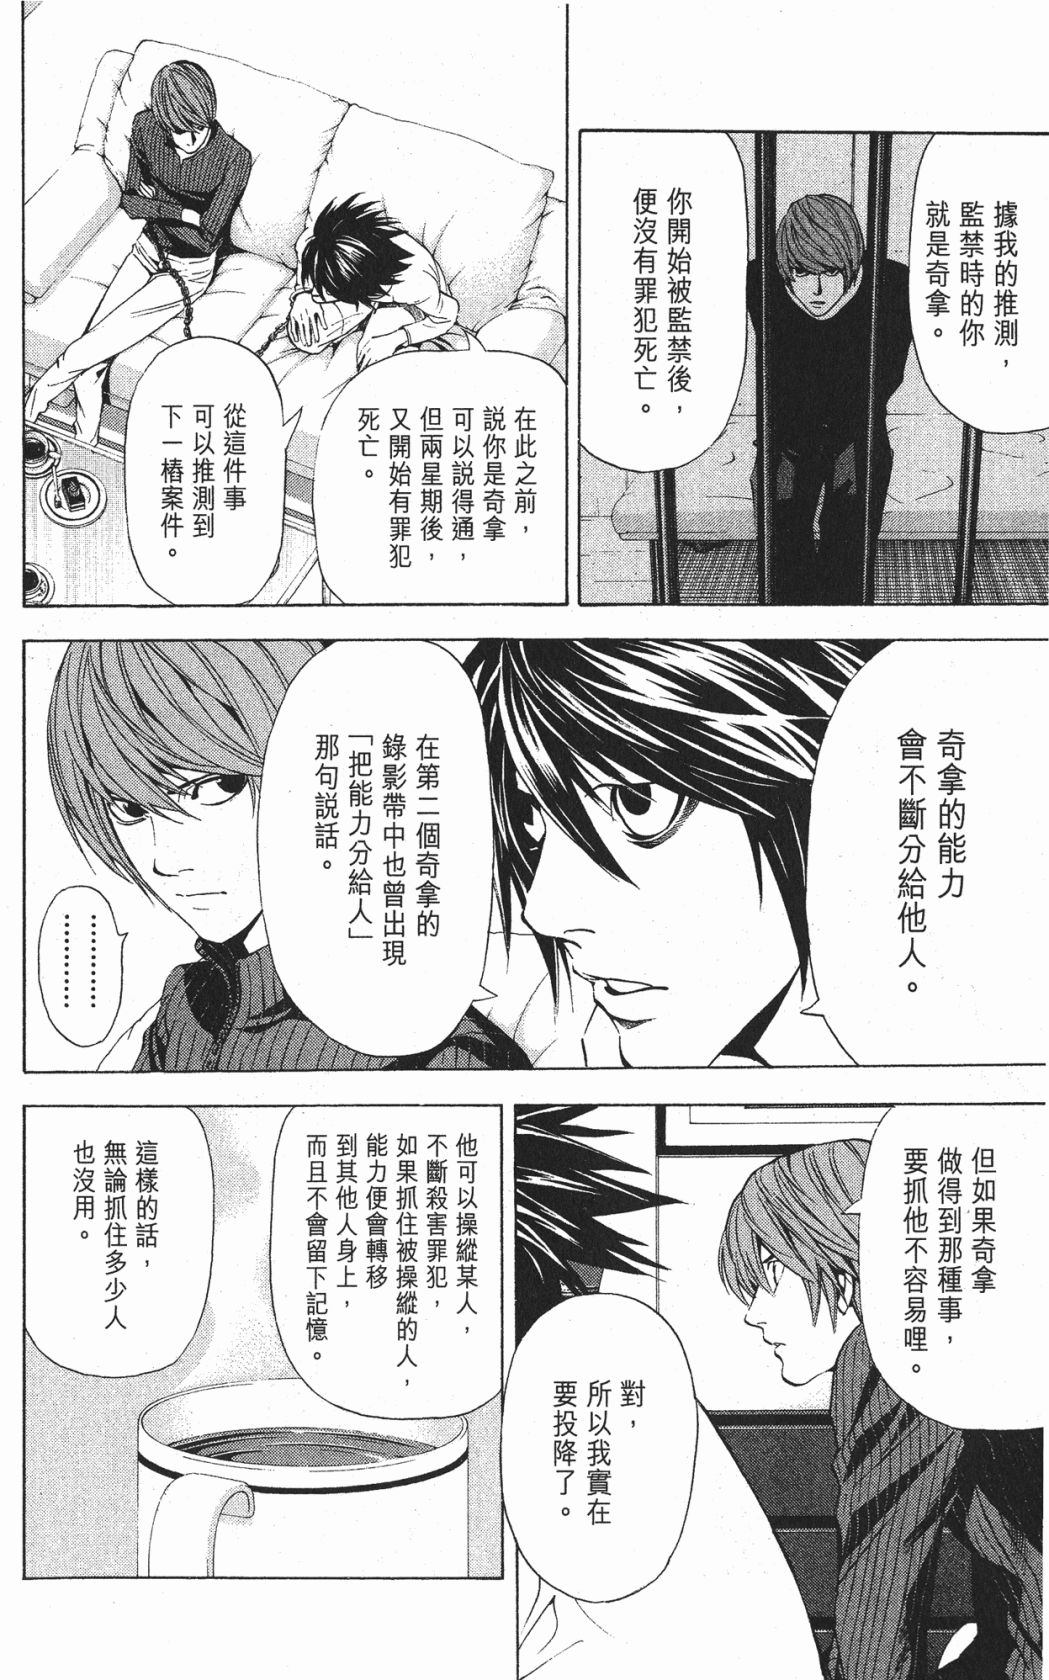 據我的推測，
監禁時的你
就是奇拿。
你開始被監禁後，
便沒有罪犯死亡。
在此之前，
説你是奇拿
可以説得通，
但兩星期後，
又開始有罪犯
死亡。
從這件事
可以推測到
下一樁案件。
奇拿的能力
會不斷分給他人。
在第二個奇拿的
錄影帶中也曾出現
「把能力分給人」
那句説話。
…………
…………
但如果奇拿
做得到那種事，
要抓他不容易哩。
對，
所以我實在
要投降了。
他可以操縱某人，
不斷殺害罪犯，
如果抓住被操縱的人，
能力便會轉移
到其他人身上，
而且不會留下記憶。
這樣的話，
無論抓住多少人
也沒用。